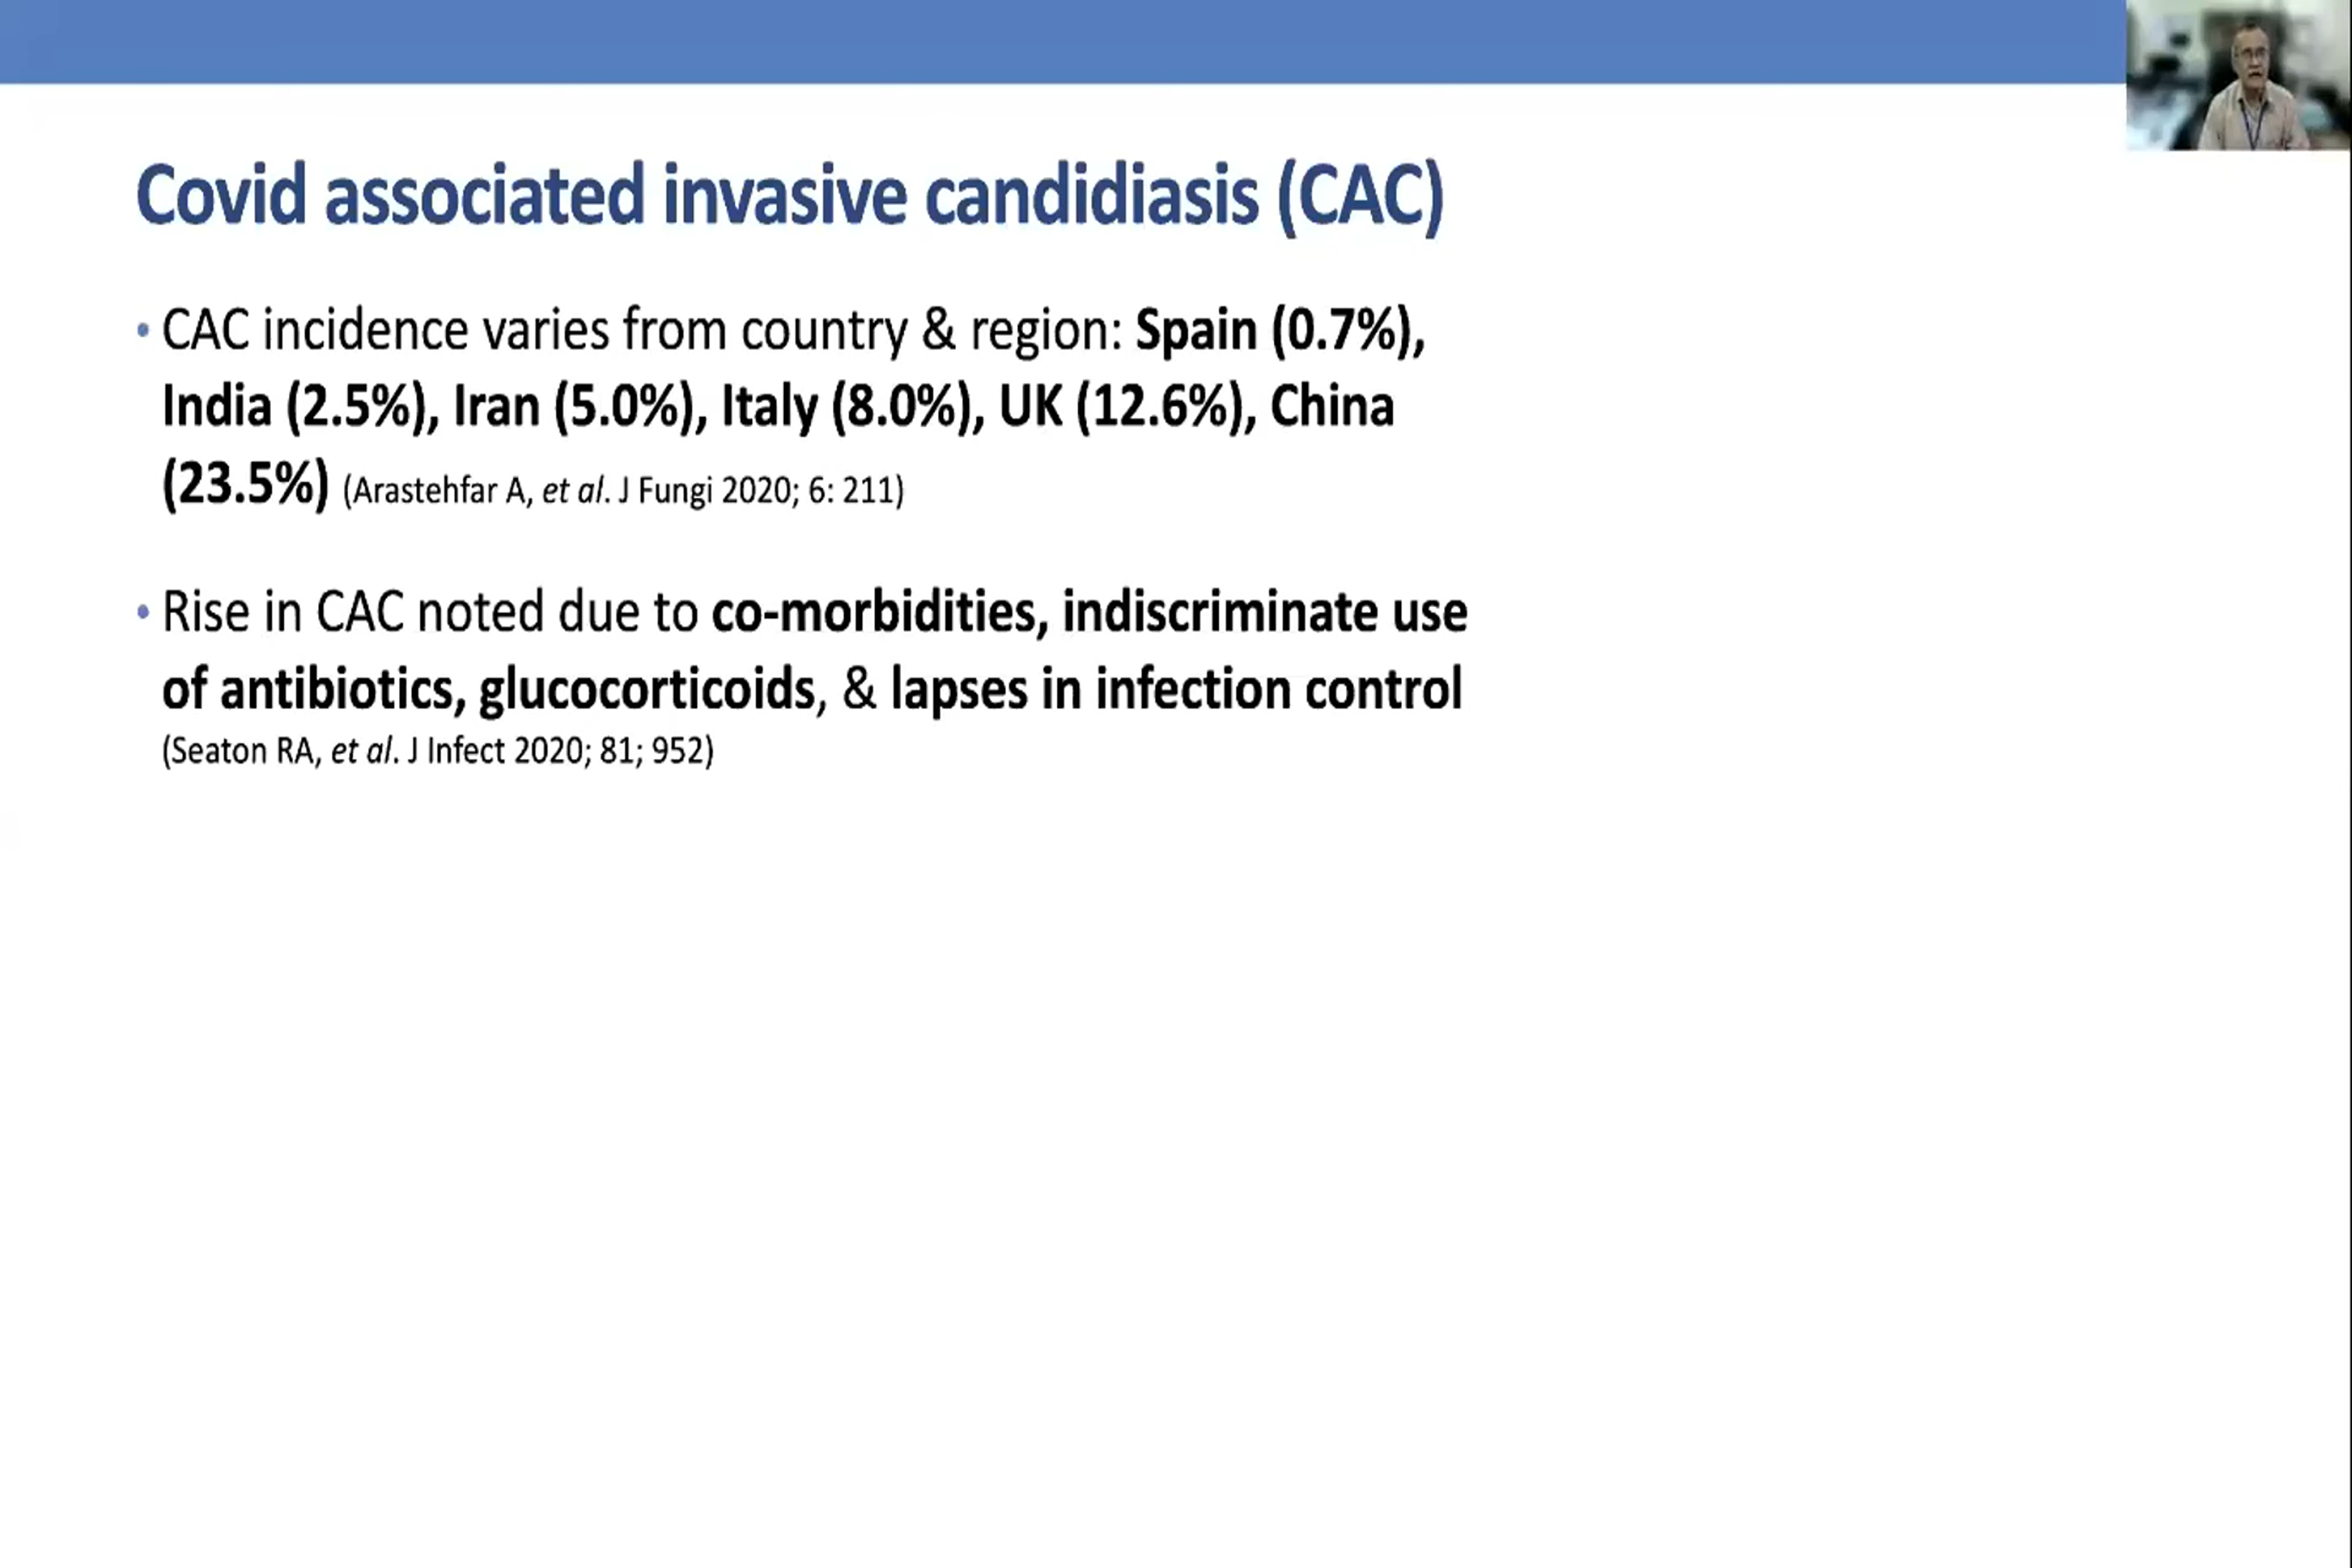 Covid associated invasive candidiasis (CAC)
• CAC incidence varies from country & region: Spain (0.7%),
India (2.5%), Iran (5.0%), Italy (8.0%), UK (12.6%), China
(23.5%) (Arastehfar A, et al. J Fungi 2020; 6: 211)
• Rise in CAC noted due to co-morbidities, indiscriminate use
of antibiotics, glucocorticoids, & lapses in infection control
(Seaton RA, et al. J Infect 2020; 81; 952)